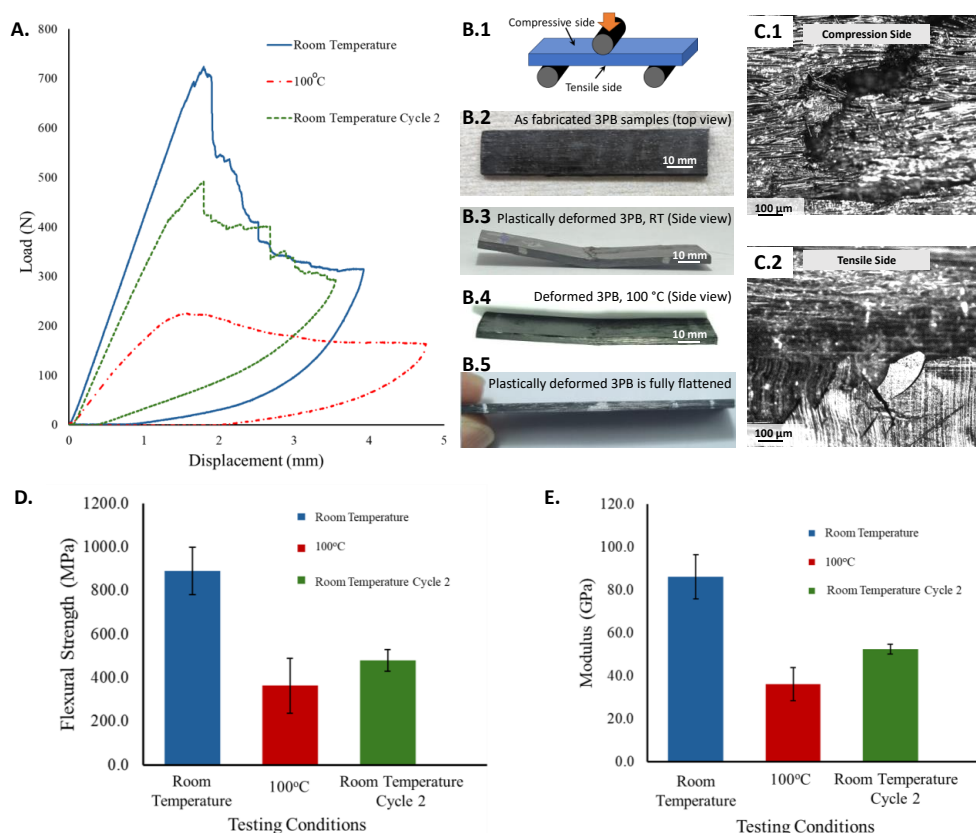 A.
Load (N)
800
700
600
500
400
300
200
100
0
0
1
2
3
4
5
Displacement (mm)
Room Temperature
100°C
Room Temperature Cycle 2
B.1
Compressive side
Tensile side
B.2
As fabricated 3PB samples (top view)
10 mm
B.3
Plastically deformed 3PB, RT (Side view)
10 mm
B.4
Deformed 3PB, 100 °C (Side view)
10 mm
B.5
Plastically deformed 3PB is fully flattened
C.1
Compression Side
100 µm
C.2
Tensile Side
100 µm
D.
Flexural Strength (MPa)
1200.0
1000.0
800.0
600.0
400.0
200.0
0.0
Room Temperature
100°C
Room Temperature Cycle 2
Room
Temperature
100°C
Room Temperature
Cycle 2
Testing Conditions
E.
Modulus (GPa)
120.0
100.0
80.0
60.0
40.0
20.0
0.0
Room Temperature
100°C
Room Temperature Cycle 2
Room
Temperature
100°C
Room Temperature
Cycle 2
Testing Conditions